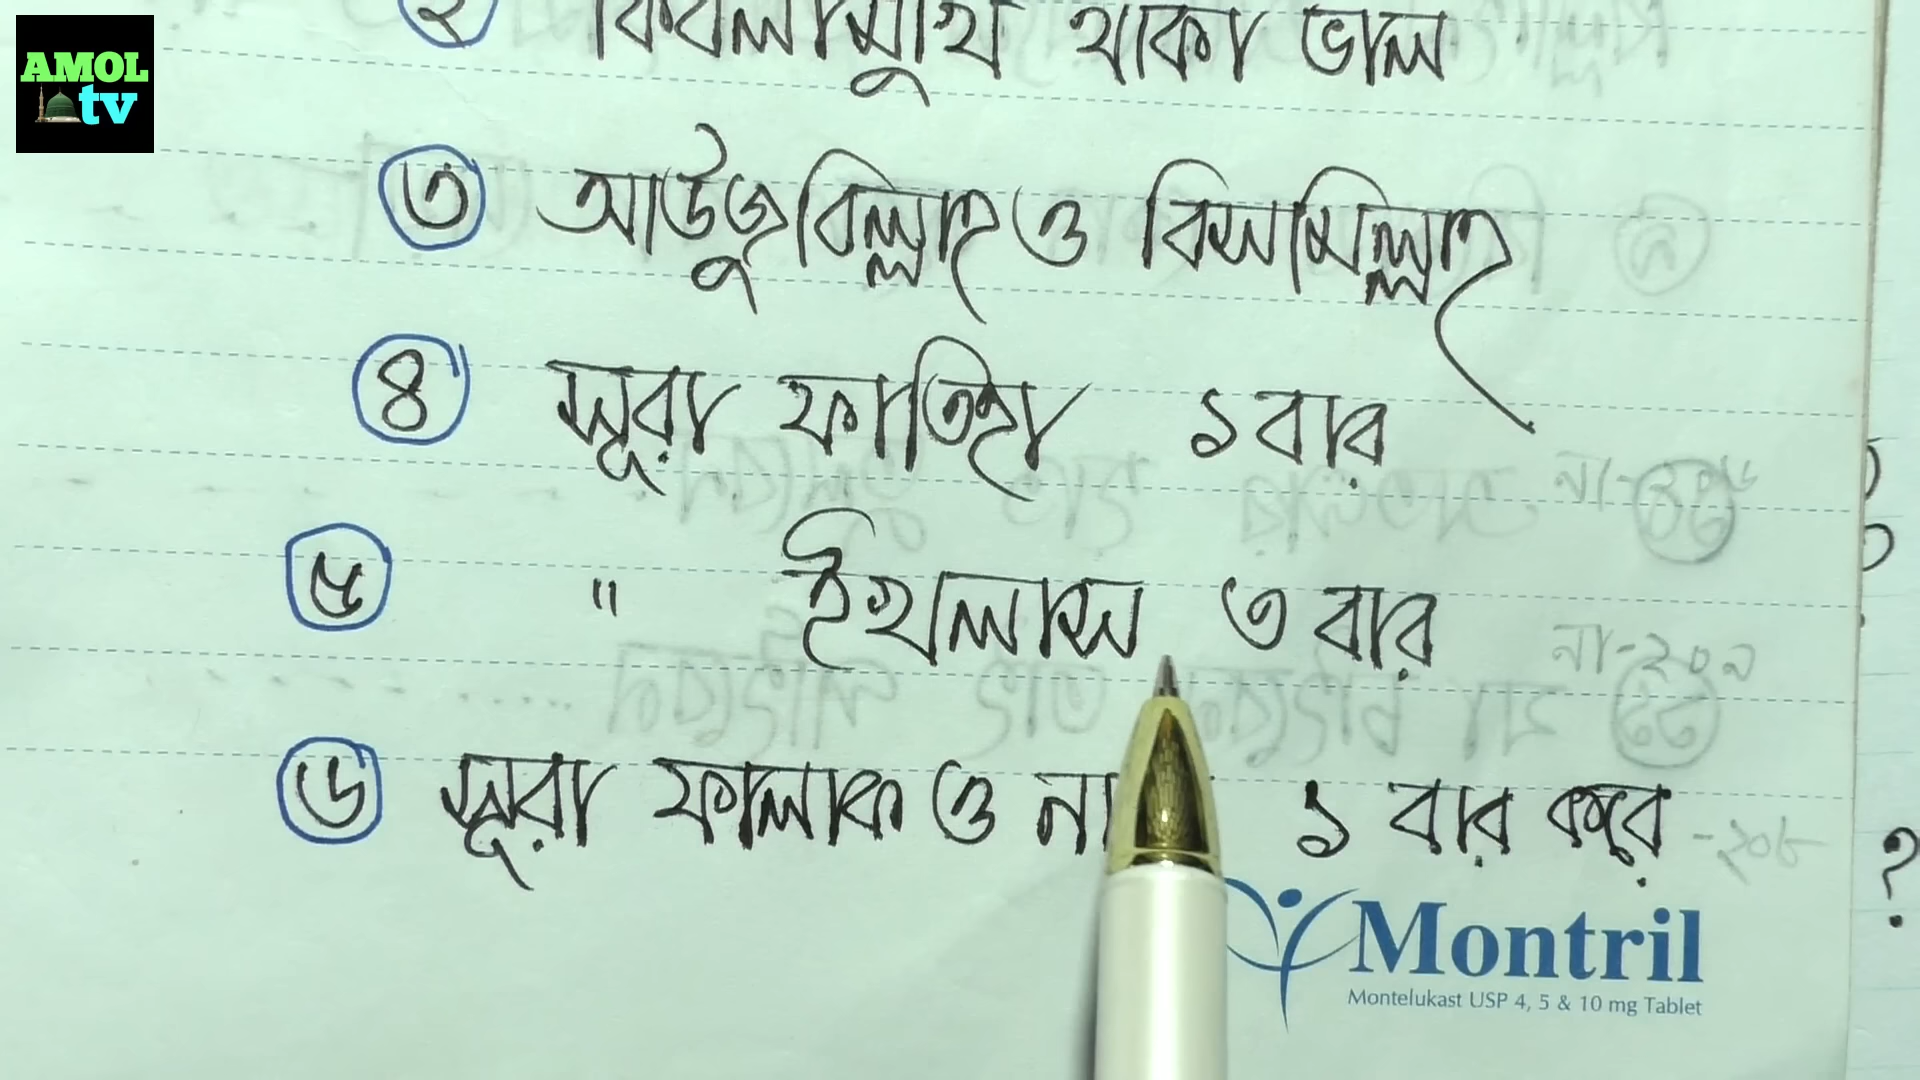 AMOL
tv
২ কিবলামুখি থাকা ভাল
৩ আউজুবিল্লাহ ও বিসমিল্লাহ
৪ সূরা ফাতিহা ১বার
৫ " ইখলাস ৩ বার
৬ সূরা ফালাক ও না ১ বার করে
?
Montril
Montelukast USP 4, 5 & 10 mg Tablet